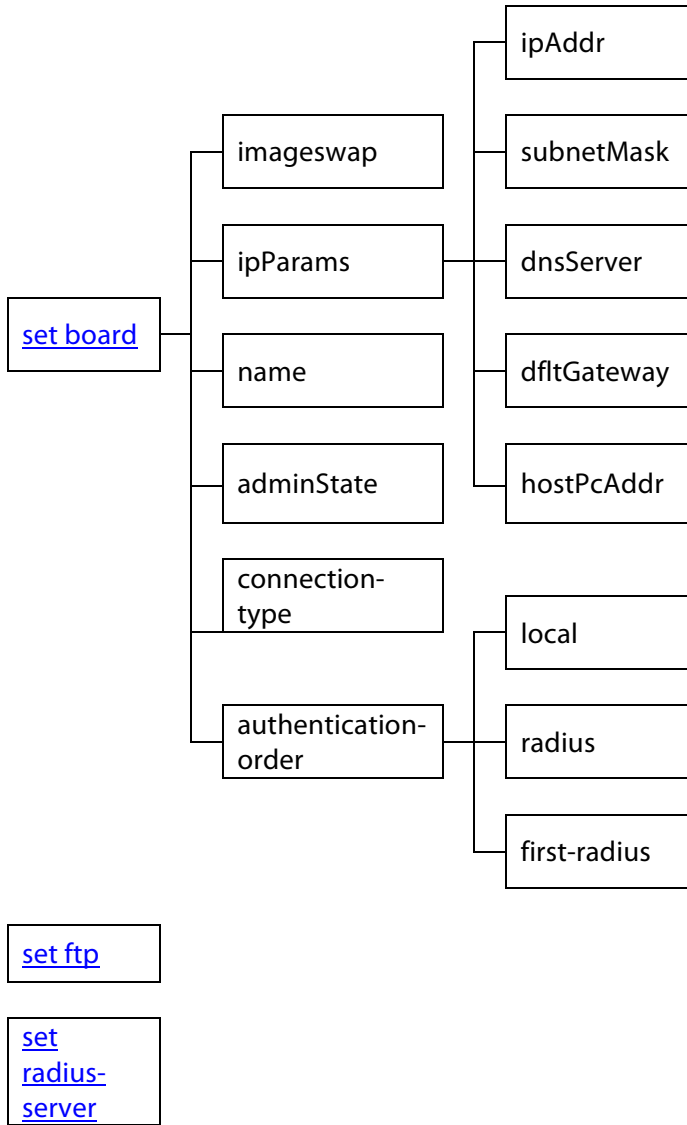 set board
imageswap
ipParams
ipAddr
subnetMask
dnsServer
dfltGateway
hostPcAddr
name
adminState
connection-
type
authentication-
order
local
radius
first-radius
set ftp
set
radius-
server